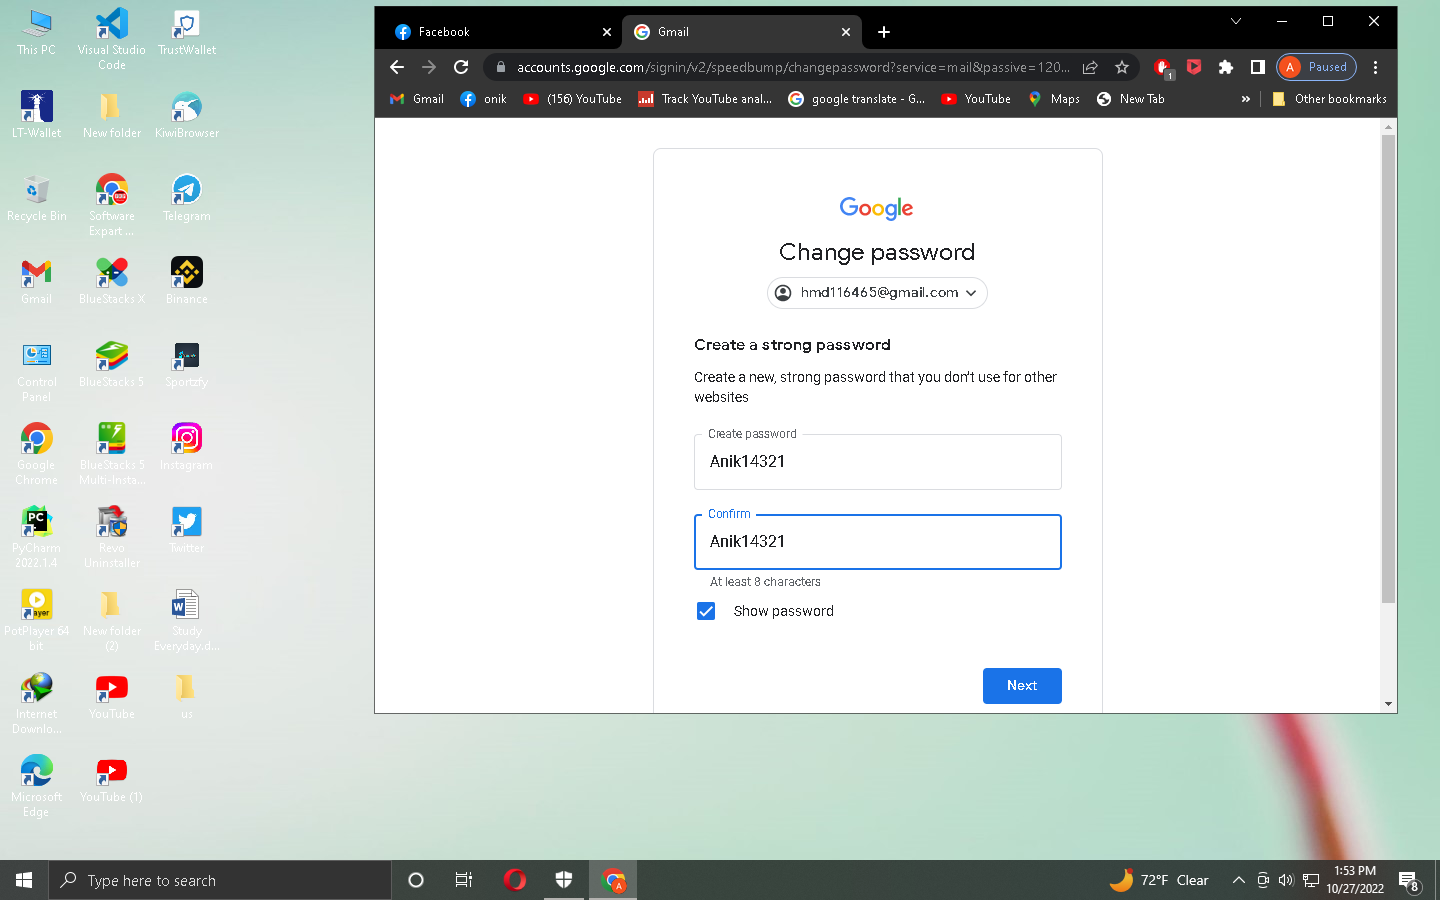 This PC
Visual Studio
Code
TrustWallet
LT-Wallet
New folder
KiwiBrowser
Recycle Bin
Software
Expart ...
Telegram
Gmail
BlueStacks X
Binance
Control
Panel
BlueStacks 5
Sportzfy
Google
Chrome
BlueStacks 5
Multi-Insta...
Instagram
PyCharm
2022.1.4
Revo
Uninstaller
Twitter
PotPlayer 64
bit
New folder
(2)
Study
Everyday.d...
Internet
Downlo...
YouTube
us
Microsoft
Edge
YouTube (1)
Facebook
Gmail
accounts.google.com/signin/v2/speedbump/changepassword?service=mail&passive=120...
1
A Paused
Gmail
onik
(156) YouTube
Track YouTube anal...
google translate - G...
YouTube
Maps
New Tab
»
Other bookmarks
Google
Change password
hmd116465@gmail.com
Create a strong password
Create a new, strong password that you don't use for other
websites
Create password
Anik14321
Confirm
Anik14321
At least 8 characters
Show password
Next
Type here to search
A
72°F Clear
1:53 PM
10/27/2022
8